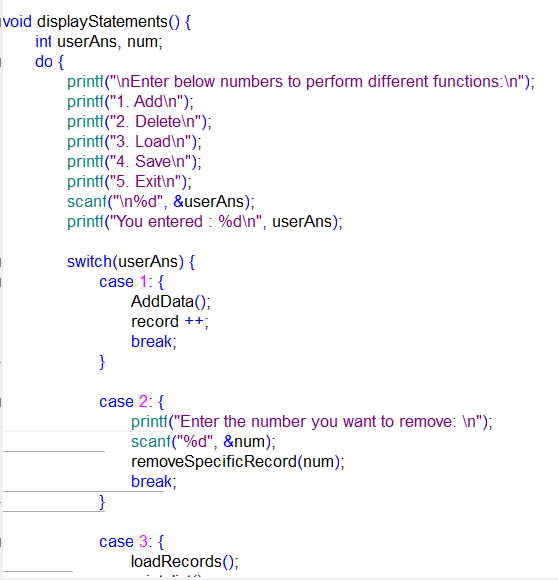 void displayStatements() {
int userAns, num;
do {
printf("\nEnter below numbers to perform different functions:\n");
printf("1. Add\n");
printf("2. Delete\n");
printf("3. Load\n");
printf("4. Save\n");
printf("5. Exit\n");
scanf("\n%d", &userAns);
printf("You entered : %d\n", userAns);
switch(userAns) {
case 1: {
AddData();
record ++;
break;
}
case 2: {
printf("Enter the number you want to remove: \n");
scanf("%d", &num);
removeSpecificRecord(num);
break;
}
case 3: {
loadRecords();